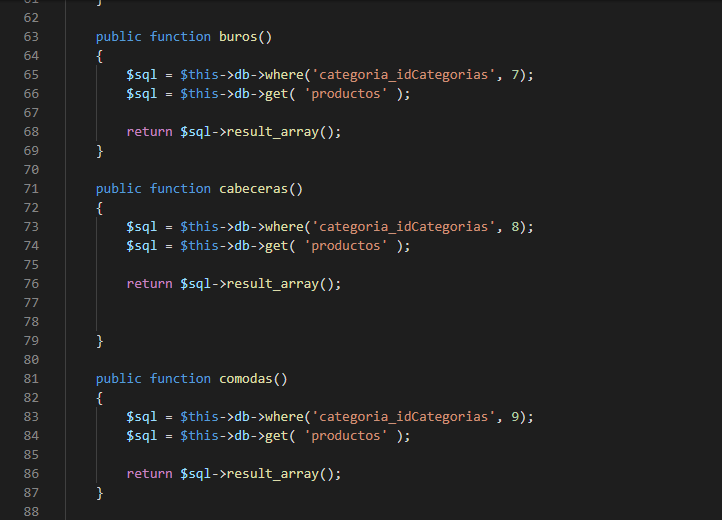 61 }
62
63 public function buros()
64 {
65 $sql = $this->db->where('categoria_idCategorias', 7);
66 $sql = $this->db->get( 'productos' );
67
68 return $sql->result_array();
69 }
70
71 public function cabeceras()
72 {
73 $sql = $this->db->where('categoria_idCategorias', 8);
74 $sql = $this->db->get( 'productos' );
75
76 return $sql->result_array();
77
78
79 }
80
81 public function comodas()
82 {
83 $sql = $this->db->where('categoria_idCategorias', 9);
84 $sql = $this->db->get( 'productos' );
85
86 return $sql->result_array();
87 }
88